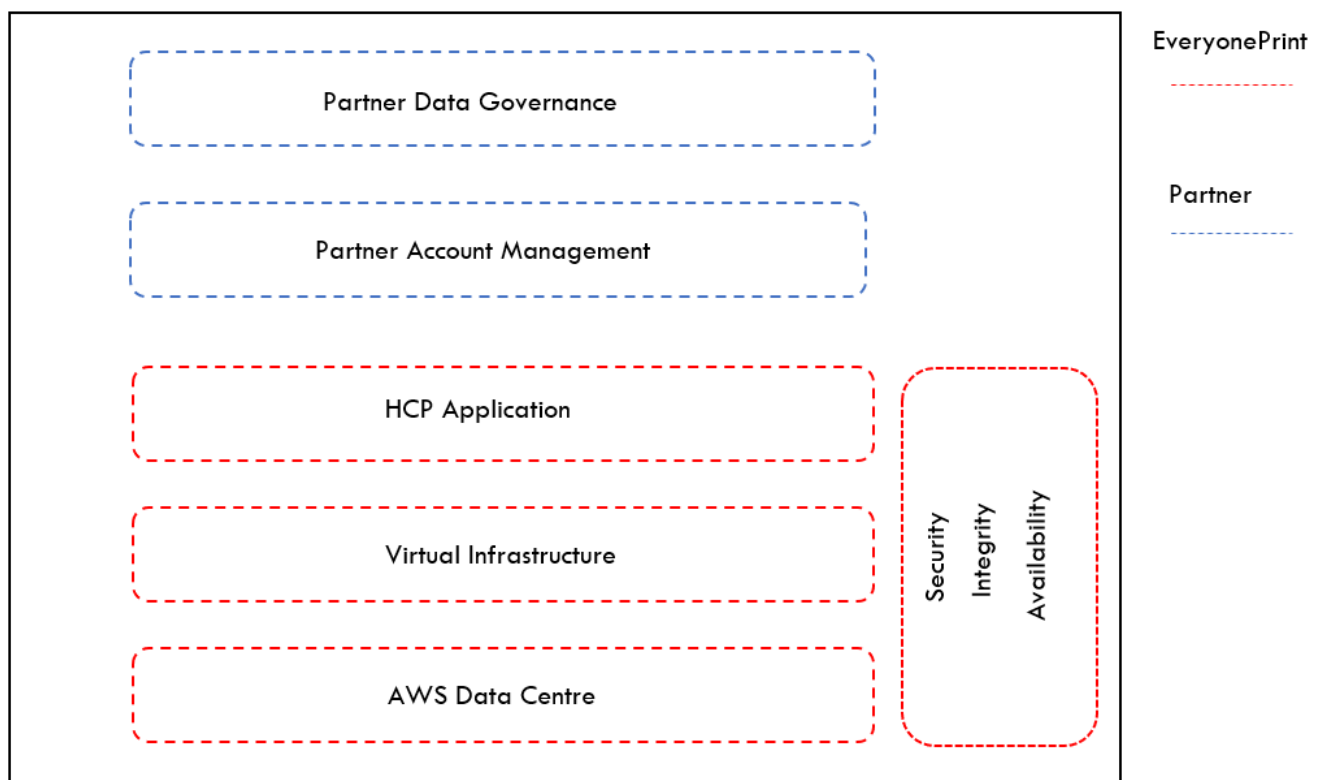 EveryonePrint
Partner Data Governance
Partner
Partner Account Management
HCP Application
Security
Integrity
Availability
Virtual Infrastructure
AWS Data Centre